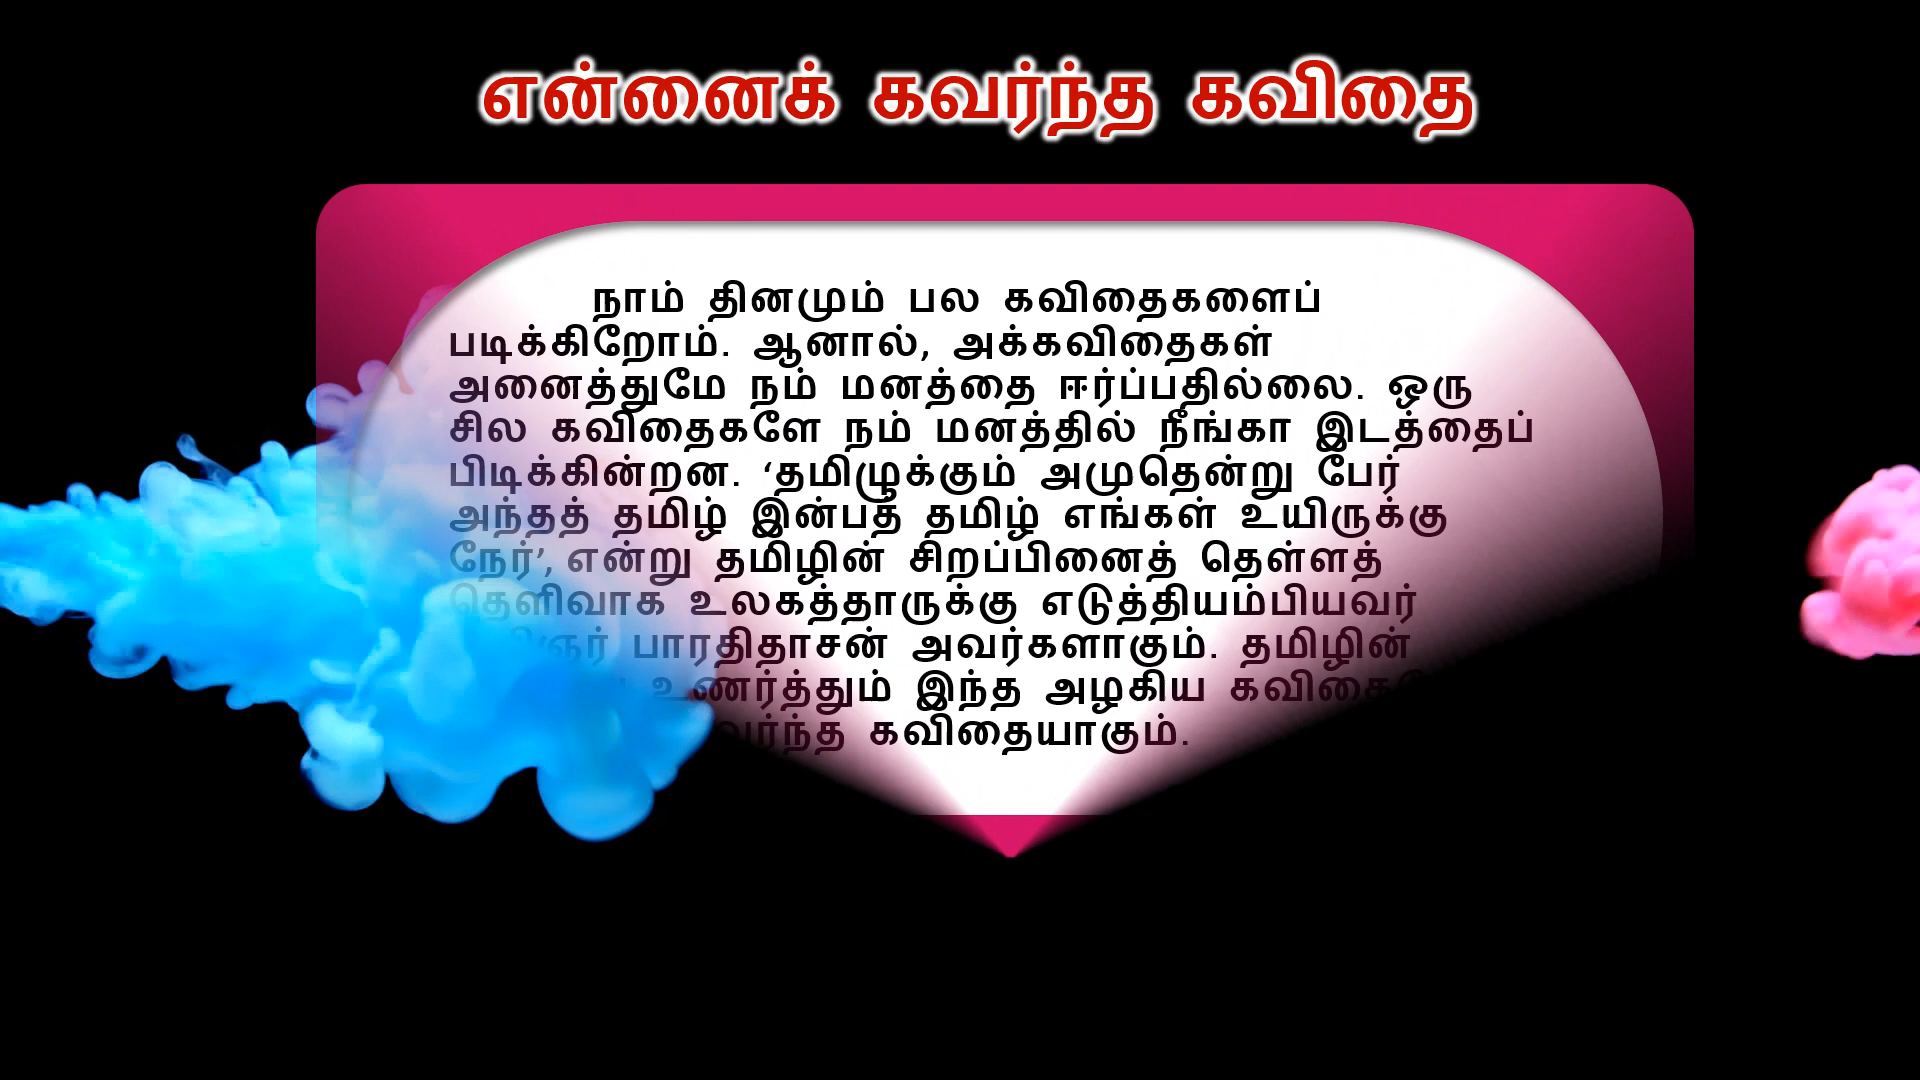 என்னைக் கவர்ந்த கவிதை
நாம் தினமும் பல கவிதைகளைப்
படிக்கிறோம். ஆனால், அக்கவிதைகள்
அனைத்துமே நம் மனத்தை ஈர்ப்பதில்லை. ஒரு
சில கவிதைகளே நம் மனத்தில் நீங்கா இடத்தைப்
பிடிக்கின்றன. ‘தமிழுக்கும் அமுதென்று பேர்
அந்தத் தமிழ் இன்பத் தமிழ் எங்கள் உயிருக்கு
நேர்’, என்று தமிழின் சிறப்பினைத் தெள்ளத்
தெளிவாக உலகத்தாருக்கு எடுத்தியம்பியவர்
பாரதிதாசன் அவர்களாகும். தமிழின்
உணர்த்தும் இந்த அழகிய
கவிதையாகும்.